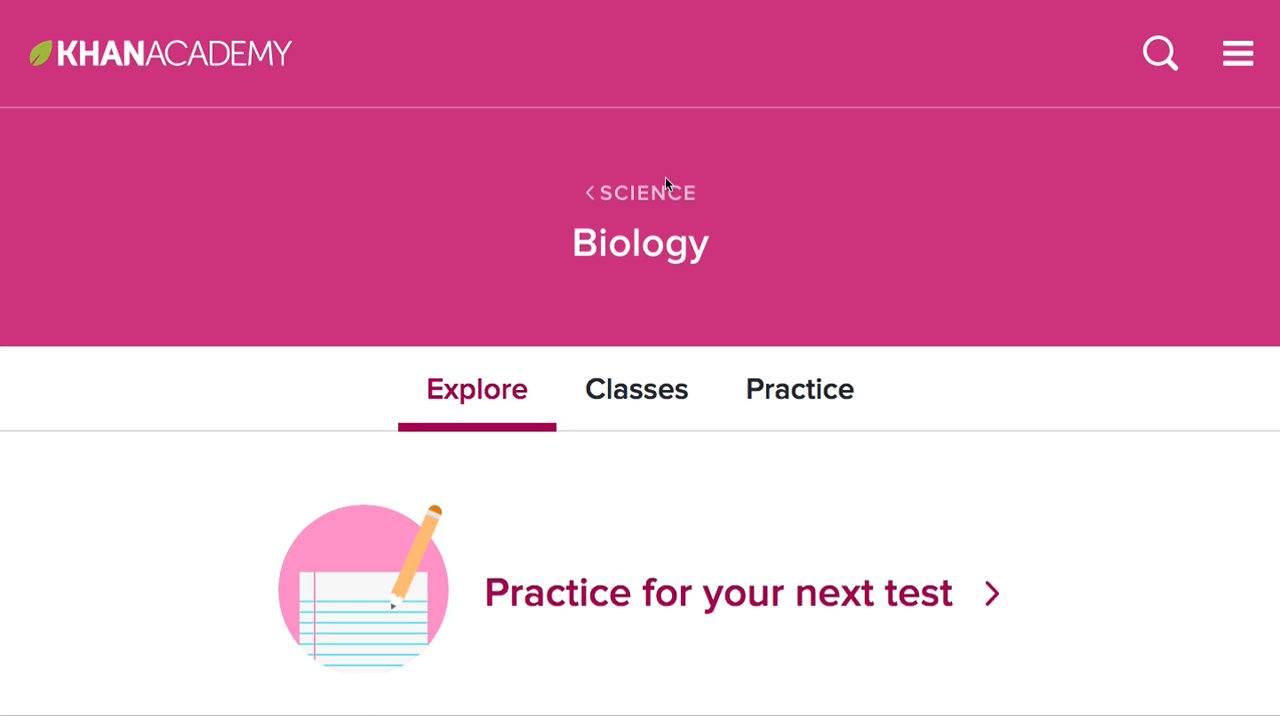 KHANACADEMY
< SCIENCE
Biology
Explore Classes Practice
Practice for your next test >